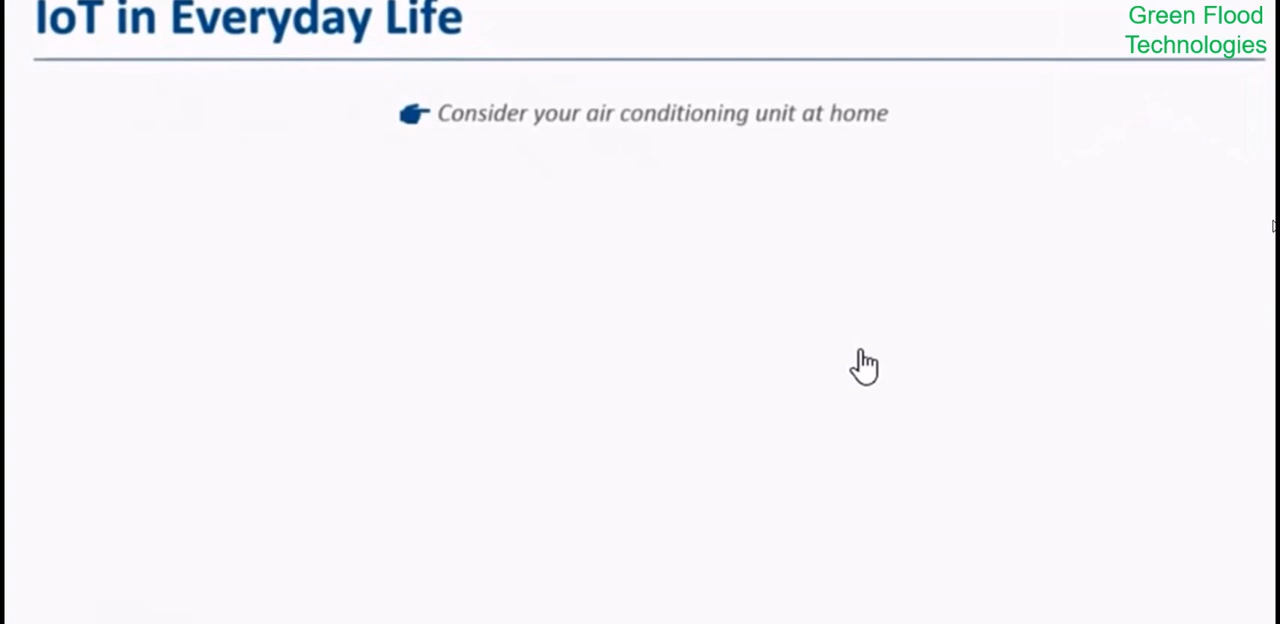 IoT in Everyday Life
Green Flood
Technologies
Consider your air conditioning unit at home